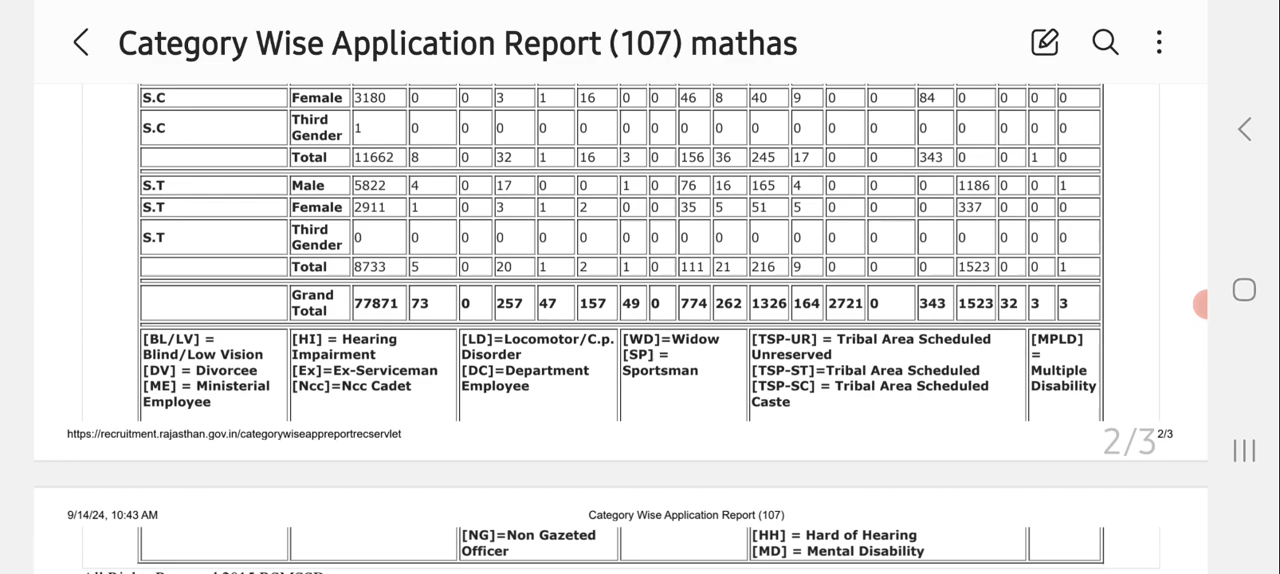 Category Wise Application Report (107) mathas
S.C Female 3180 0 0 3 1 16 0 0 46 8 40 9 0 0 84 0 0 0 0
S.C Third Gender 1 0 0 0 0 0 0 0 0 0 0 0 0 0 0 0 0 0 0
Total 11662 8 0 32 1 16 3 0 156 36 245 17 0 0 343 0 0 1 0
S.T Male 5822 4 0 17 0 0 1 0 76 16 165 4 0 0 0 1186 0 0 1
S.T Female 2911 1 0 3 1 2 0 0 35 5 51 5 0 0 0 337 0 0 0
S.T Third Gender 0 0 0 0 0 0 0 0 0 0 0 0 0 0 0 0 0 0 0
Total 8733 5 0 20 1 2 1 0 111 21 216 9 0 0 0 1523 0 0 1
Grand Total 77871 73 0 257 47 157 49 0 774 262 1326 164 2721 0 343 1523 32 3 3
[BL/LV] =
Blind/Low Vision
[DV] = Divorcee
[ME] = Ministerial
Employee
[HI] = Hearing
Impairment
[Ex]=Ex-Serviceman
[Ncc]=Ncc Cadet
[LD]=Locomotor/C.p.
Disorder
[DC]=Department
Employee
[WD]=Widow
[SP] =
Sportsman
[TSP-UR] = Tribal Area Scheduled
Unreserved
[TSP-ST]=Tribal Area Scheduled
[TSP-SC] = Tribal Area Scheduled
Caste
[MPLD]
=
Multiple
Disability
https://recruitment.rajasthan.gov.in/categorywiseappreportrecservlet
2/3
2/3
9/14/24, 10:43 AM
Category Wise Application Report (107)
[NG]=Non Gazeted
Officer
[HH] = Hard of Hearing
[MD] = Mental Disability